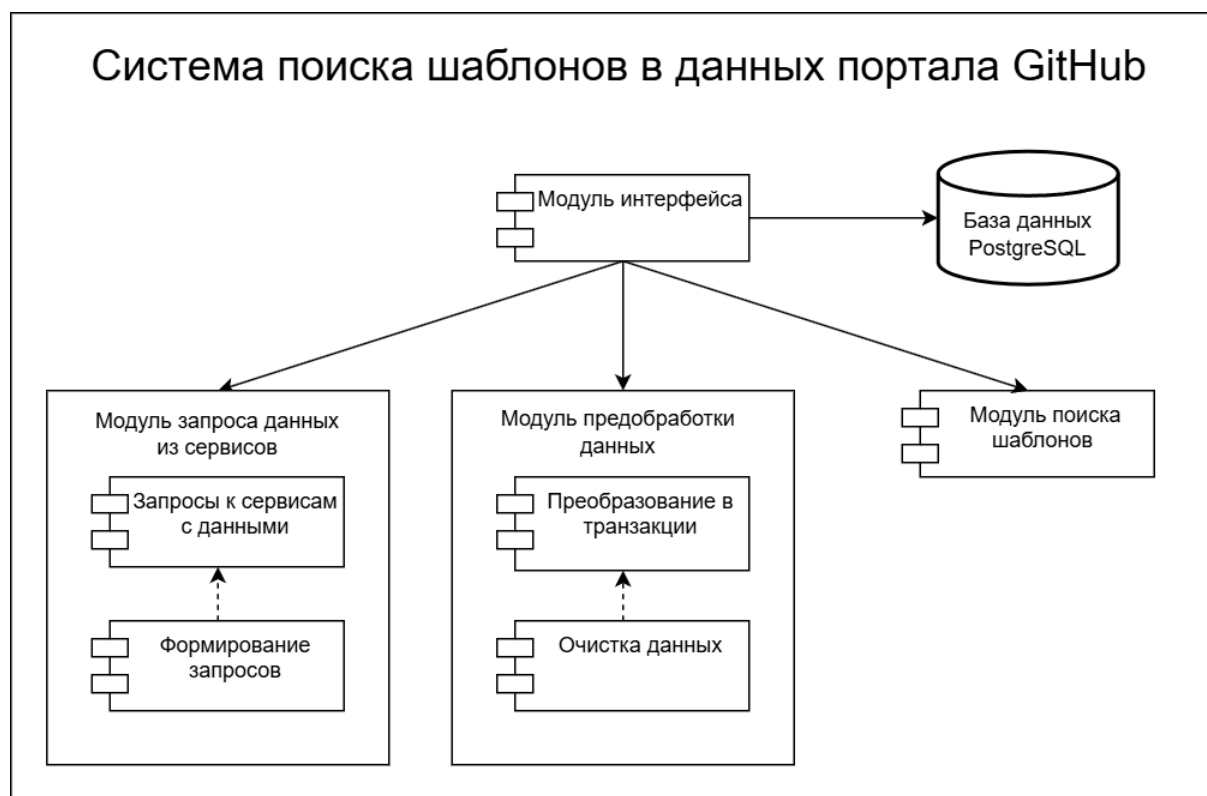 Система поиска шаблонов в данных портала GitHub
Модуль интерфейса
База данных
PostgreSQL
Модуль запроса данных
из сервисов
Запросы к сервисам
с данными
Формирование
запросов
Модуль предобработки
данных
Преобразование в
транзакции
Очистка данных
Модуль поиска
шаблонов